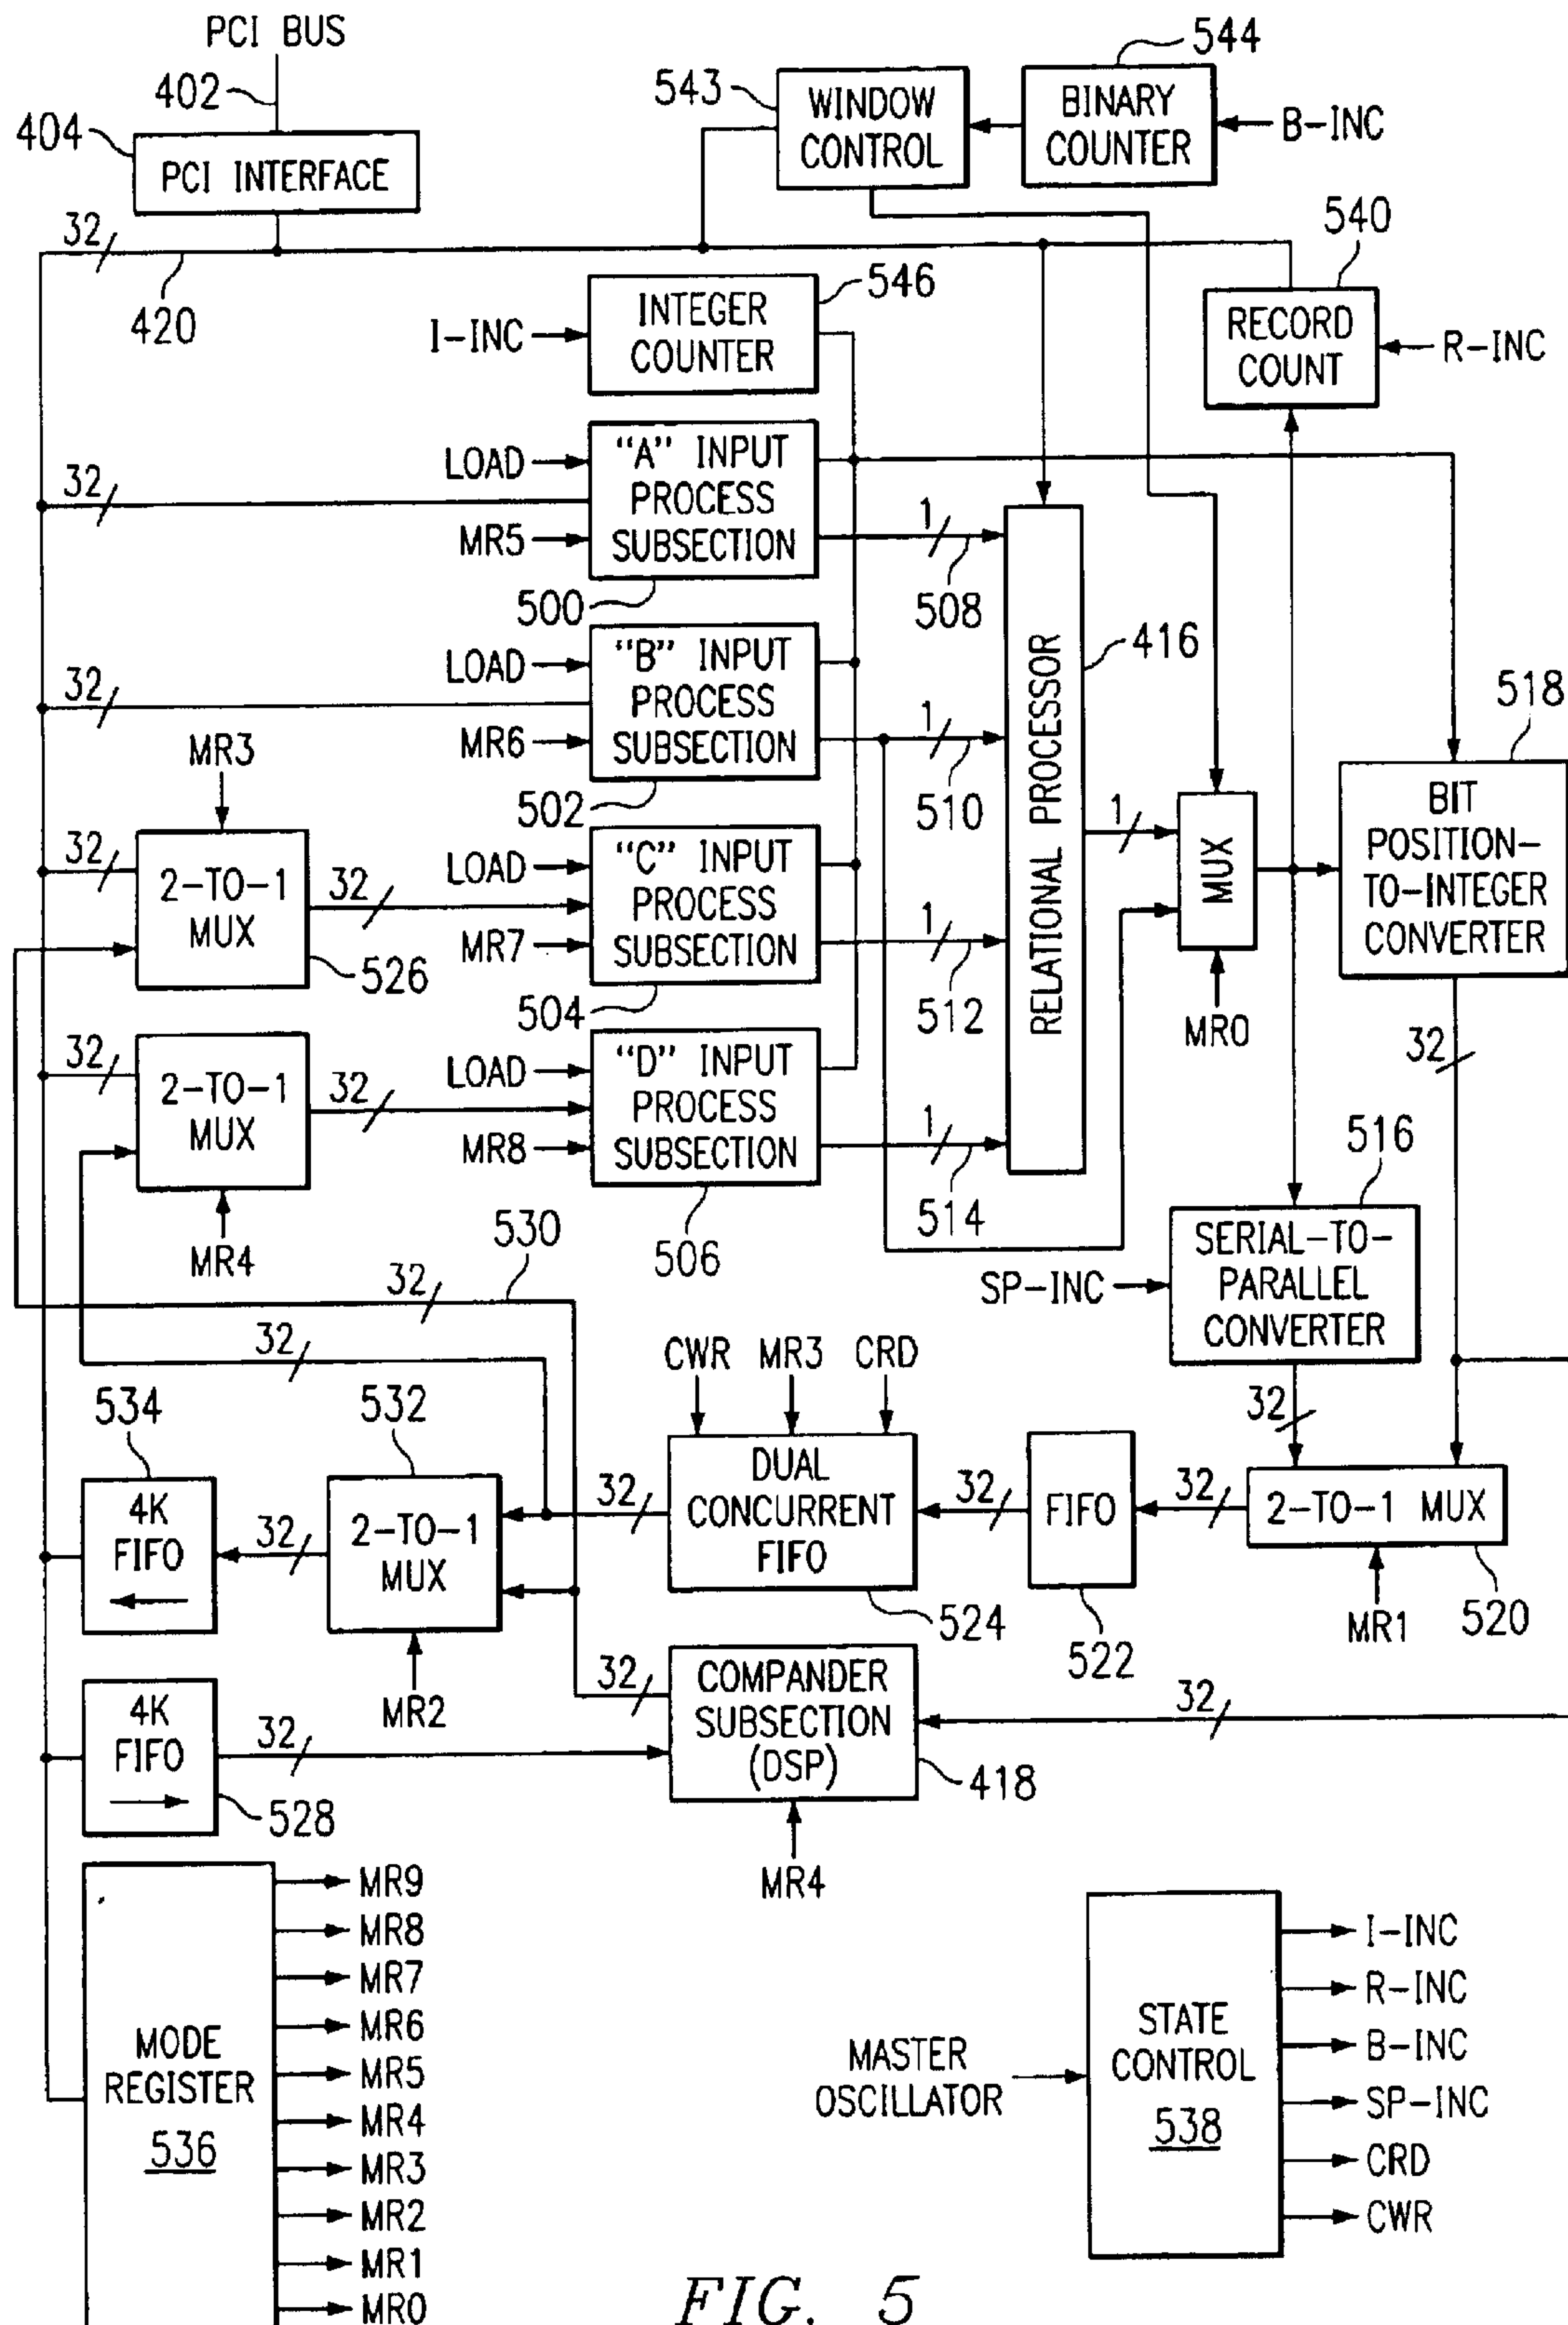 PCI BUS
402
404
PCI INTERFACE
32
420
543
WINDOW
CONTROL
544
BINARY
COUNTER
B-INC
540
RECORD
COUNT
R-INC
546
I-INC
INTEGER
COUNTER
LOAD
32
MR5
"A" INPUT
PROCESS
SUBSECTION
500
1
508
LOAD
32
MR6
"B" INPUT
PROCESS
SUBSECTION
502
1
510
RELATIONAL PROCESSOR
416
518
BIT
POSITION-
TO-INTEGER
CONVERTER
32
MR3
32
2-TO-1
MUX
526
32
LOAD
MR7
"C" INPUT
PROCESS
SUBSECTION
504
1
512
1
MUX
MR0
32
2-TO-1
MUX
MR4
32
LOAD
MR8
"D" INPUT
PROCESS
SUBSECTION
506
1
514
516
SERIAL-TO-
PARALLEL
CONVERTER
SP-INC
32
530
32
32
CWR
MR3
CRD
534
4K
FIFO
32
532
2-TO-1
MUX
MR2
32
DUAL
CONCURRENT
FIFO
524
32
FIFO
522
32
2-TO-1 MUX
MR1
520
4K
FIFO
528
32
32
COMPANDER
SUBSECTION
(DSP)
418
MR4
32
MODE
REGISTER
536
MR9
MR8
MR7
MR6
MR5
MR4
MR3
MR2
MR1
MR0
MASTER
OSCILLATOR
STATE
CONTROL
538
I-INC
R-INC
B-INC
SP-INC
CRD
CWR
FIG. 5